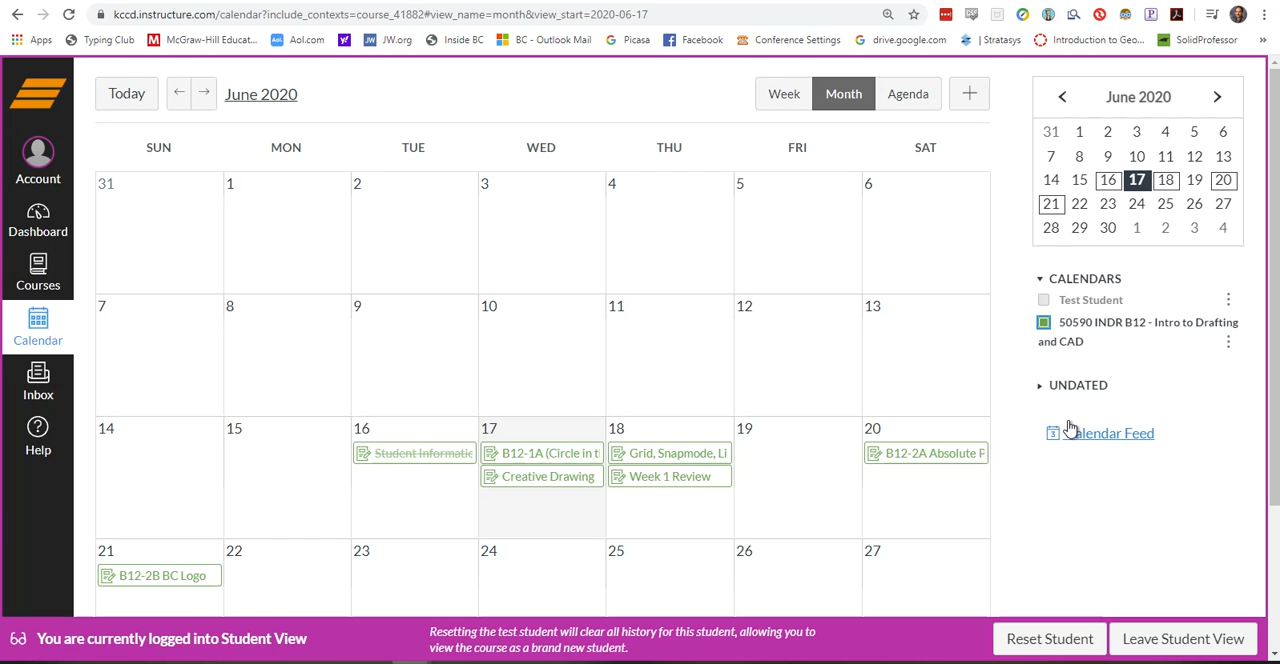 kccd.instructure.com/calendar?include_contexts=course_41882#view_name=month&view_start=2020-06-17
Apps Typing Club McGraw-Hill Educat... Aol.com JW.org Inside BC BC - Outlook Mail Picasa Facebook Conference Settings drive.google.com | Stratasys Introduction to Geo... SolidProfessor »
Today ← → June 2020 Week Month Agenda +
SUN MON TUE WED THU FRI SAT
31 1 2 3 4 5 6
7 8 9 10 11 12 13
14 15 16 17 18 19 20
Student Informatic B12-1A (Circle in t Grid, Snapmode, Li B12-2A Absolute P
Creative Drawing Week 1 Review
21 22 23 24 25 26 27
B12-2B BC Logo
Account
Dashboard
Courses
Calendar
Inbox
Help
June 2020
31 1 2 3 4 5 6
7 8 9 10 11 12 13
14 15 16 17 18 19 20
21 22 23 24 25 26 27
28 29 30 1 2 3 4
CALENDARS
Test Student
50590 INDR B12 - Intro to Drafting
and CAD
UNDATED
Calendar Feed
You are currently logged into Student View
Resetting the test student will clear all history for this student, allowing you to
view the course as a brand new student.
Reset Student Leave Student View